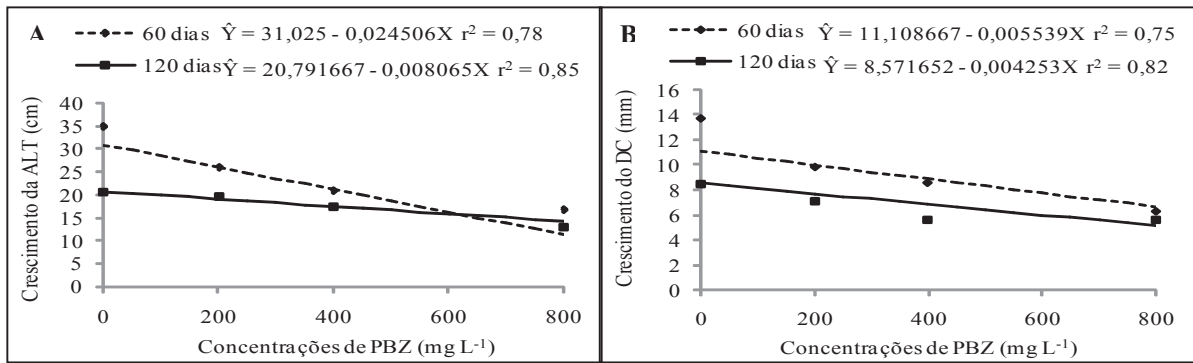 A
60 dias Ŷ = 31,025 - 0,024506X r² = 0,78
120 dias Ŷ = 20,791667 - 0,008065X r² = 0,85
Crescimento da ALT (cm)
40
35
30
25
20
15
10
5
0
0 200 400 600 800
Concentrações de PBZ (mg L⁻¹)
B
60 dias Ŷ = 11,108667 - 0,005539X r² = 0,75
120 dias Ŷ = 8,571652 - 0,004253X r² = 0,82
Crescimento do DC (mm)
16
14
12
10
8
6
4
2
0
0 200 400 600 800
Concentrações de PBZ (mg L⁻¹)